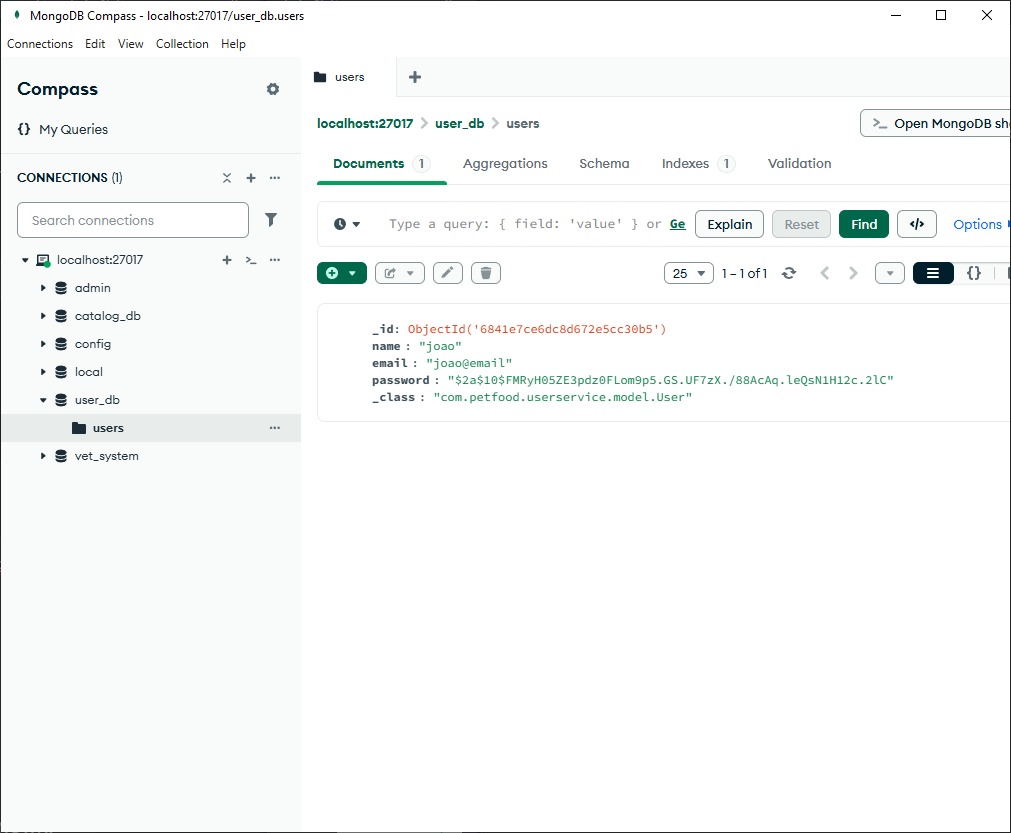 MongoDB Compass - localhost:27017/user_db.users
Connections Edit View Collection Help
Compass
{} My Queries
CONNECTIONS (1)
Search connections
localhost:27017
admin
catalog_db
config
local
user_db
users
vet_system
users
localhost:27017 > user_db > users
>_ Open MongoDB she
Documents 1 Aggregations Schema Indexes 1 Validation
Type a query: { field: 'value' } or Ge Explain Reset Find </> Options
25 1 – 1 of 1 {}
_id: ObjectId('6841e7ce6dc8d672e5cc30b5')
name : "joao"
email : "joao@email"
password : "$2a$10$FMRyH05ZE3pdz0FLom9p5.GS.UF7zX./88AcAq.leQsN1H12c.2lC"
_class : "com.petfood.userservice.model.User"